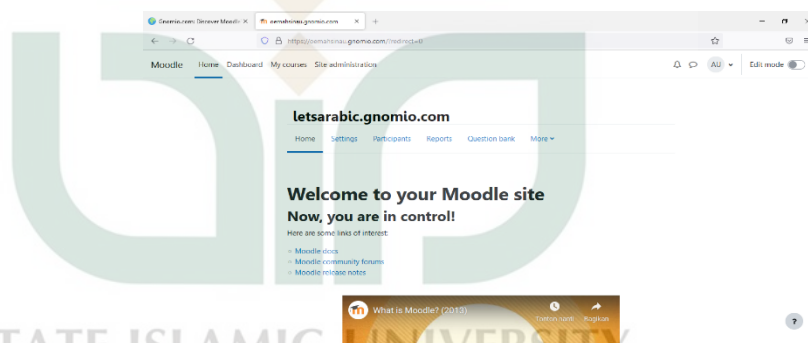 Gnomio.com: Discover Moodle
oemahsinau.gnomio.com
https://oemahsinau.gnomio.com/?redirect=0
Moodle Home Dashboard My courses Site administration AU Edit mode
letsarabic.gnomio.com
Home Settings Participants Reports Question bank More
Welcome to your Moodle site
Now, you are in control!
Here are some links of interest:
Moodle docs
Moodle community forums
Moodle release notes
What is Moodle? (2013)
Tonton nanti Bagikan
?
STATE ISLAMIC UNIVERSITY